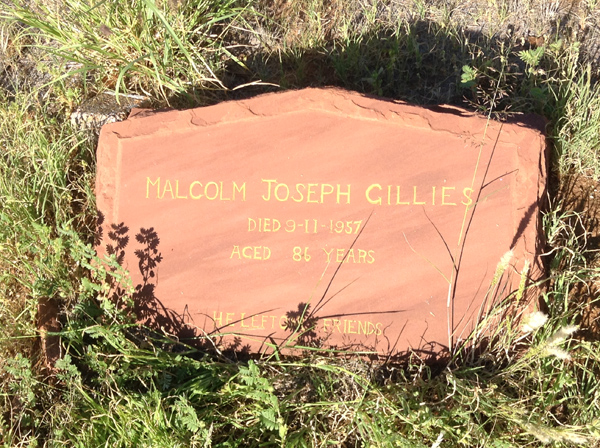 MALCOLM JOSEPH GILLIES
DIED 9-11-1957
AGED 86 YEARS
HE LEFT FRIENDS